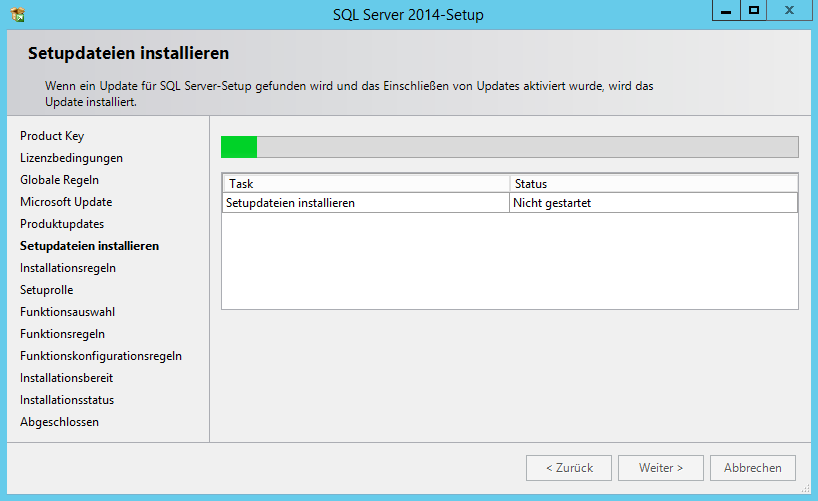 SQL Server 2014-Setup
Setupdateien installieren
Wenn ein Update für SQL Server-Setup gefunden wird und das Einschließen von Updates aktiviert wurde, wird das
Update installiert.
Product Key
Lizenzbedingungen
Globale Regeln
Microsoft Update
Produktupdates
Setupdateien installieren
Installationsregeln
Setuprolle
Funktionsauswahl
Funktionsregeln
Funktionskonfigurationsregeln
Installationsbereit
Installationsstatus
Abgeschlossen
Task Status
Setupdateien installieren Nicht gestartet
< Zurück Weiter > Abbrechen